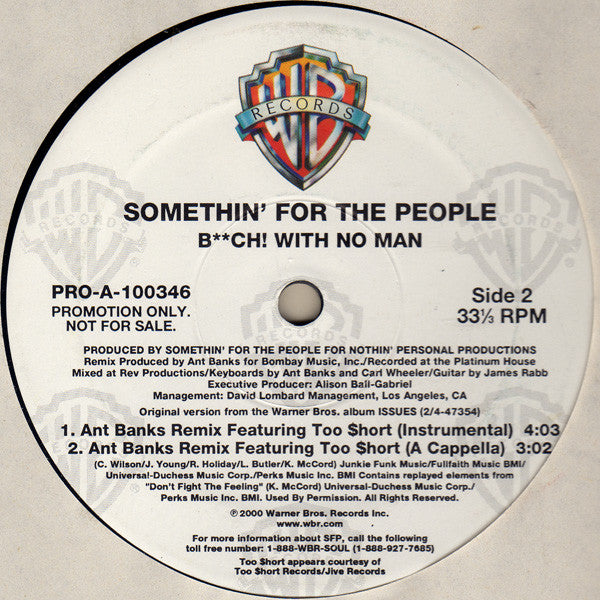 WB
RECORDS
SOMETHIN' FOR THE PEOPLE
B**CH! WITH NO MAN
PRO-A-100346
PROMOTION ONLY.
NOT FOR SALE.
Side 2
33⅓ RPM
PRODUCED BY SOMETHIN' FOR THE PEOPLE FOR NOTHIN' PERSONAL PRODUCTIONS
Remix Produced by Ant Banks for Bombay Music, Inc./Recorded at the Platinum House
Mixed at Rev Productions/Keyboards by Ant Banks and Carl Wheeler/Guitar by James Rabb
Executive Producer: Alison Ball-Gabriel
Management: David Lombard Management, Los Angeles, CA
Original version from the Warner Bros. album ISSUES (2/4-47354)
1. Ant Banks Remix Featuring Too $hort (Instrumental) 4:03
2. Ant Banks Remix Featuring Too $hort (A Cappella) 3:02
(C. Wilson/J. Young/R. Holiday/L. Butler/K. McCord) Junkie Funk Music/Fullfaith Music BMI/
Universal-Duchess Music Corp./Perks Music Inc. BMI Contains replayed elements from
"Don't Fight The Feeling" (K. McCord) Universal-Duchess Music Corp./
Perks Music Inc. BMI. Used By Permission. All Rights Reserved.
℗2000 Warner Bros. Records Inc.
www.wbr.com
For more information about SFP, call the following
toll free number: 1-888-WBR-SOUL (1-888-927-7685)
Too $hort appears courtesy of
Too $hort Records/Jive Records